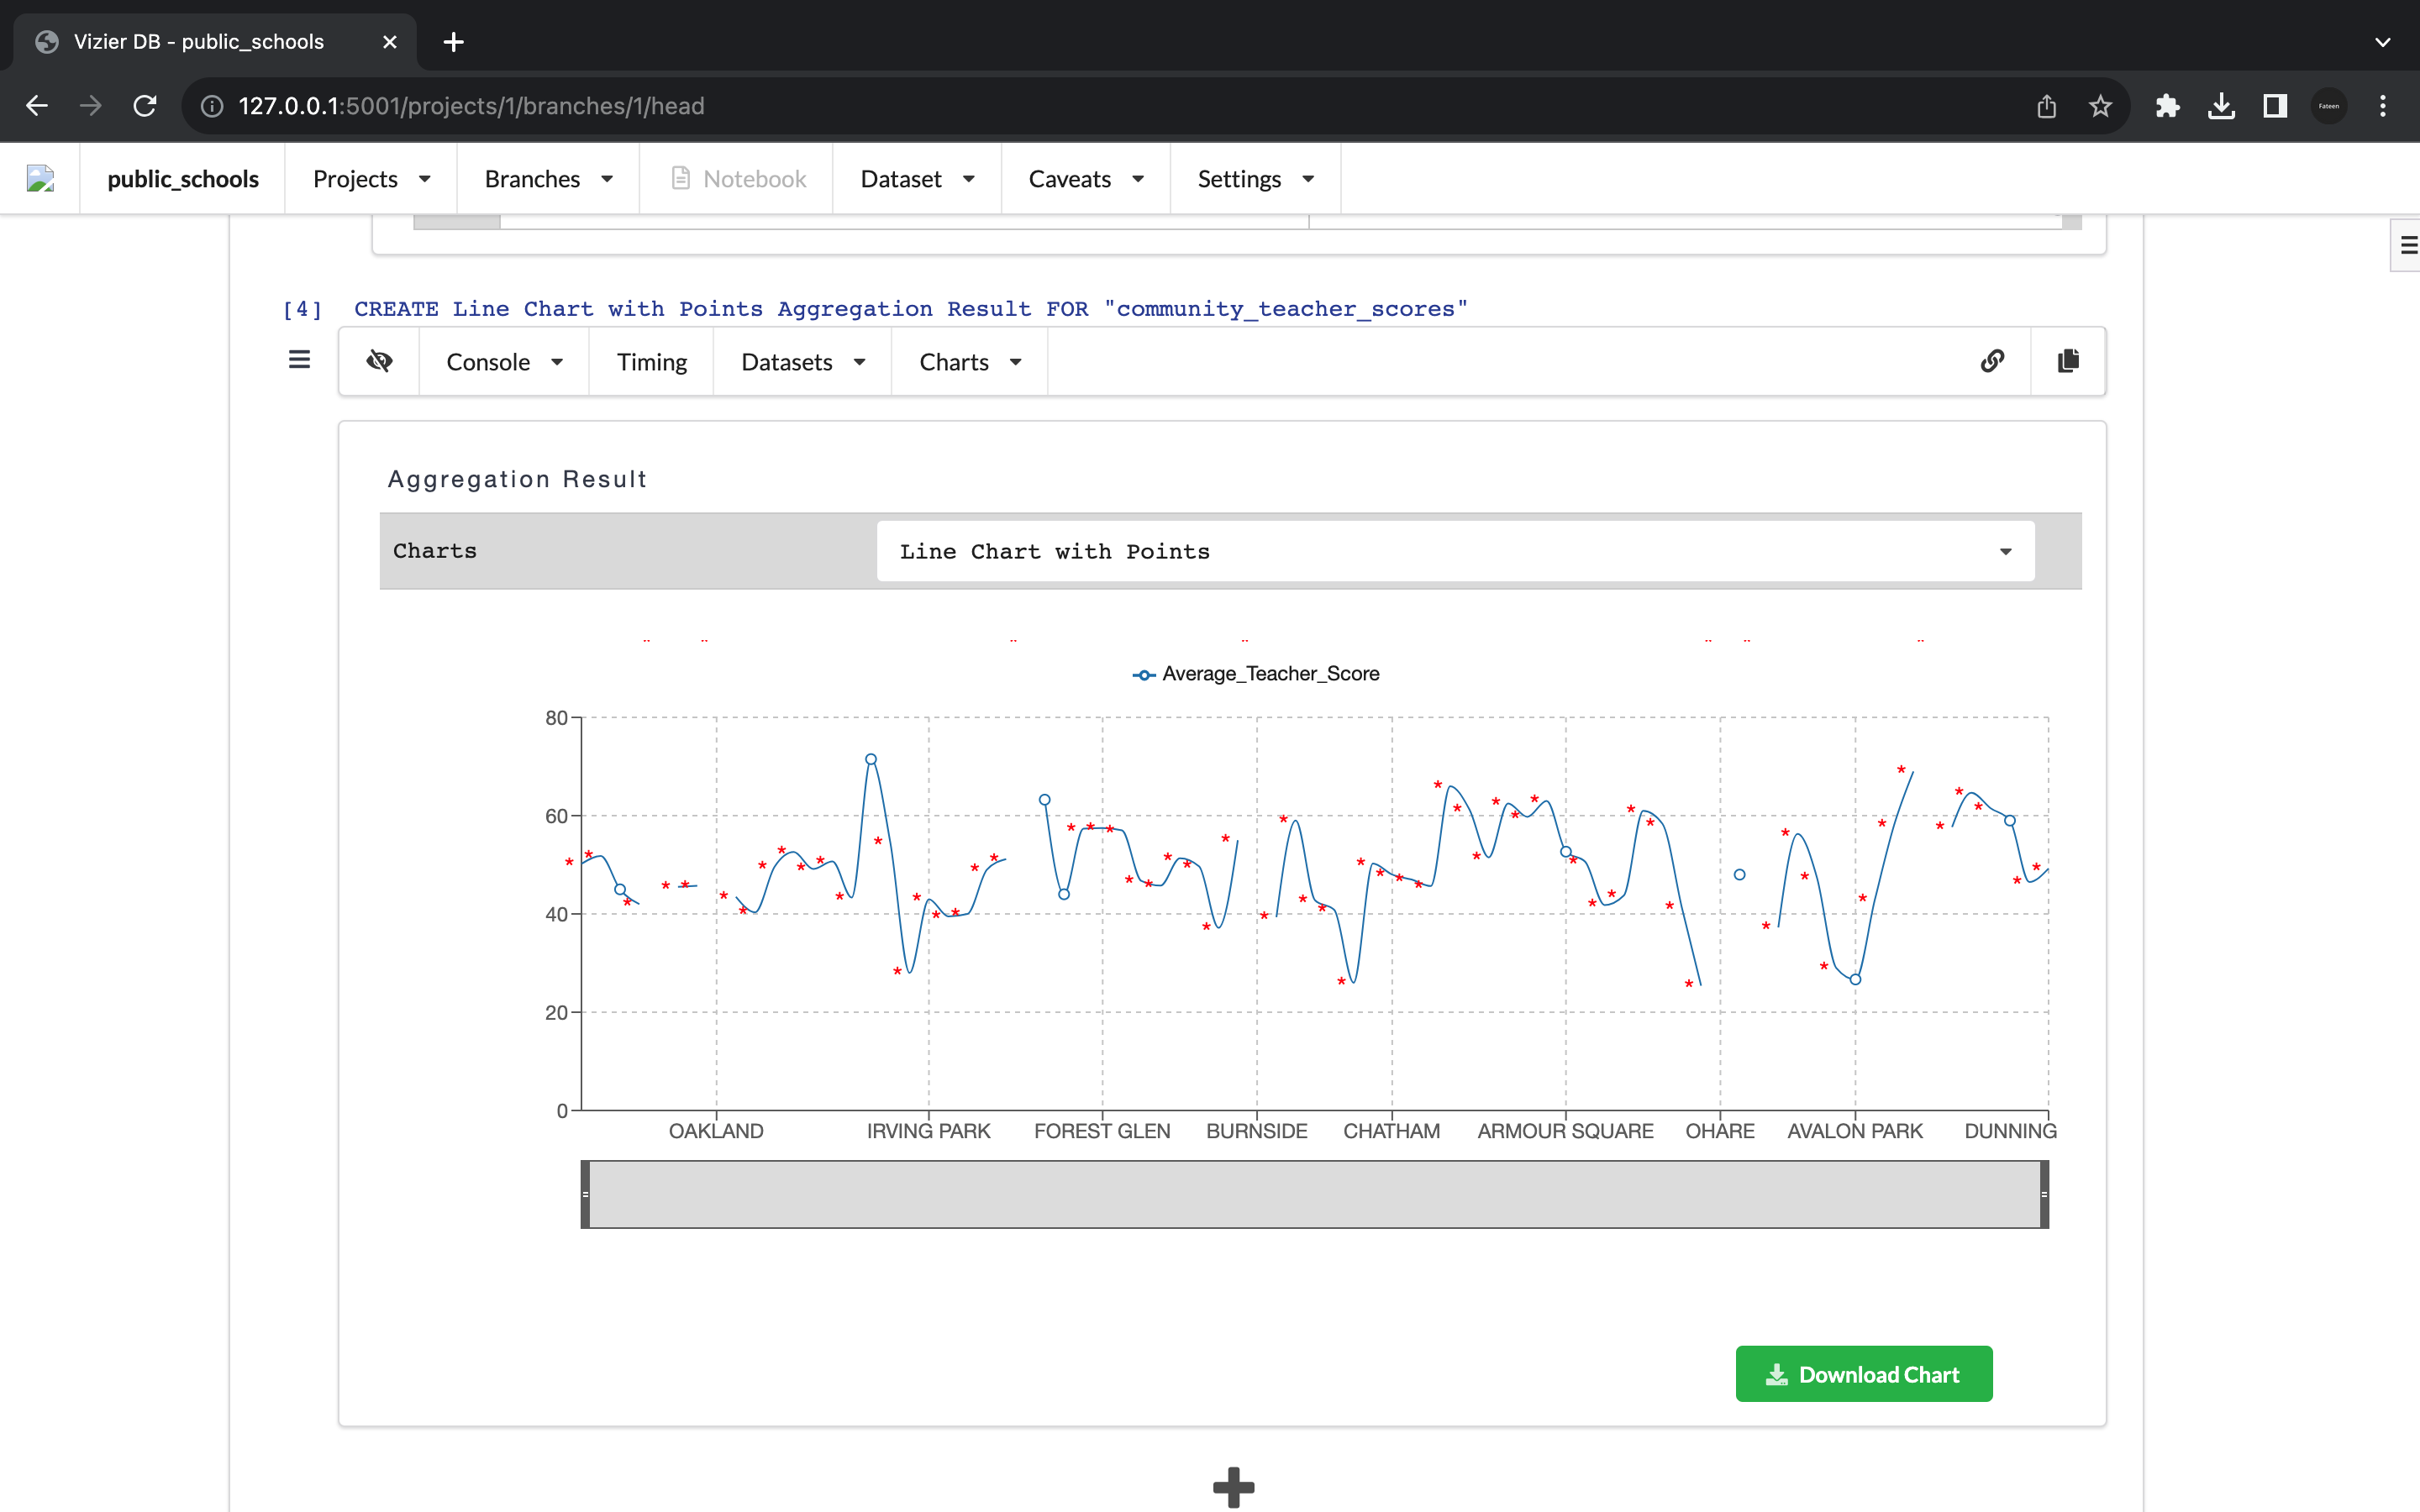 Vizier DB - public_schools
127.0.0.1:5001/projects/1/branches/1/head
Fateen
public_schools Projects Branches Notebook Dataset Caveats Settings
[4] CREATE Line Chart with Points Aggregation Result FOR "community_teacher_scores"
Console Timing Datasets Charts
Aggregation Result
Charts Line Chart with Points
Average_Teacher_Score
80
60
40
20
0
OAKLAND IRVING PARK FOREST GLEN BURNSIDE CHATHAM ARMOUR SQUARE OHARE AVALON PARK DUNNING
Download Chart